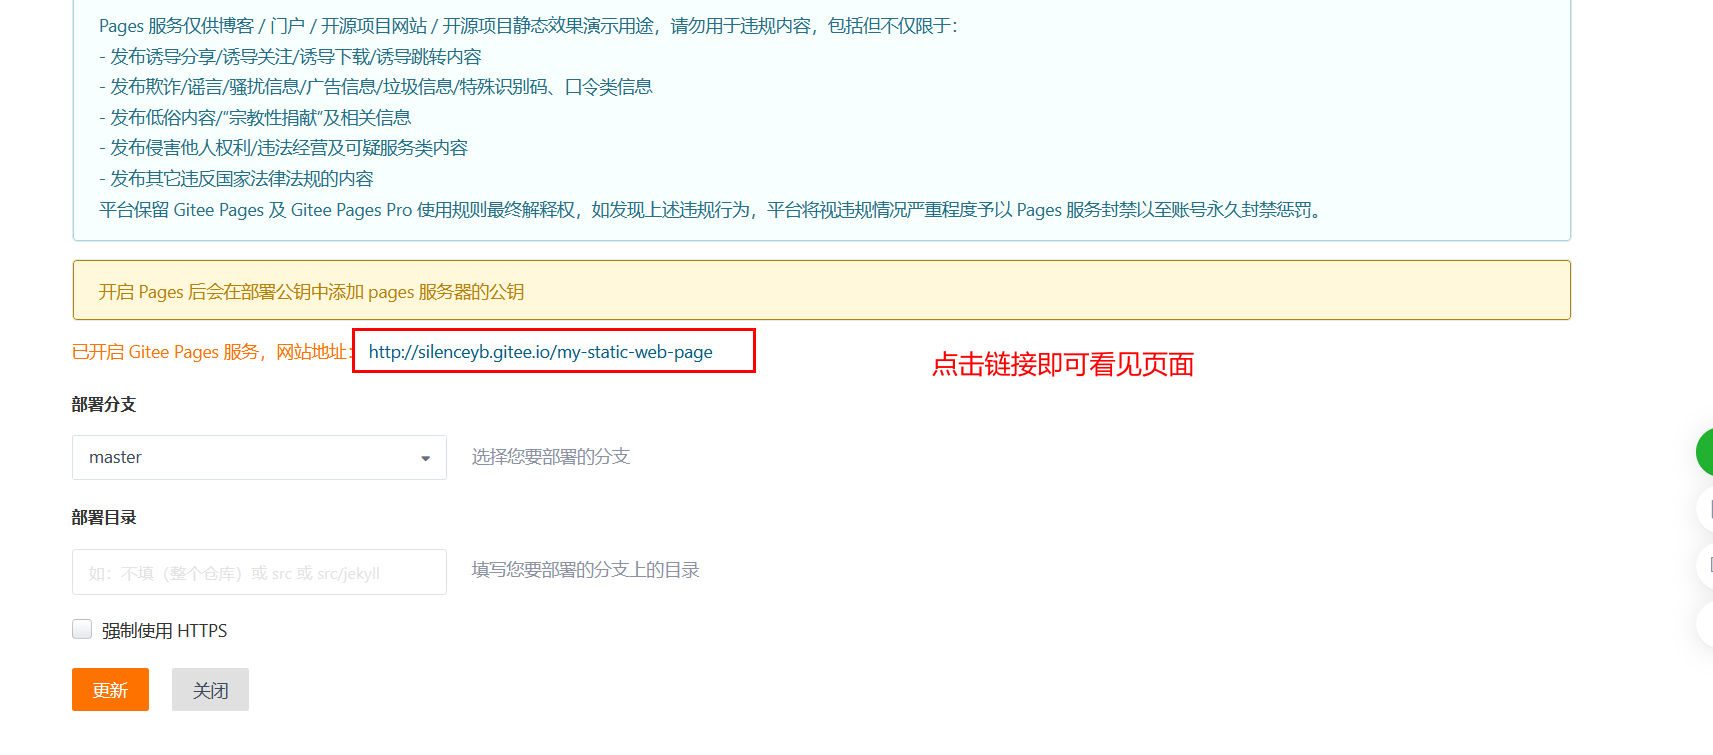 Pages 服务仅供博客 / 门户 / 开源项目网站 / 开源项目静态效果演示用途，请勿用于违规内容，包括但不仅限于：
- 发布诱导分享/诱导关注/诱导下载/诱导跳转内容
- 发布欺诈/谣言/骚扰信息/广告信息/垃圾信息/特殊识别码、口令类信息
- 发布低俗内容/“宗教性捐献”及相关信息
- 发布侵害他人权利/违法经营及可疑服务类内容
- 发布其它违反国家法律法规的内容
平台保留 Gitee Pages 及 Gitee Pages Pro 使用规则最终解释权，如发现上述违规行为，平台将视违规情况严重程度予以 Pages 服务封禁以至账号永久封禁惩罚。
开启 Pages 后会在部署公钥中添加 pages 服务器的公钥
已开启 Gitee Pages 服务，网站地址： http://silenceyb.gitee.io/my-static-web-page
点击链接即可看见页面
部署分支
master 选择您要部署的分支
部署目录
如：不填（整个仓库）或 src 或 src/jekyll 填写您要部署的分支上的目录
强制使用 HTTPS
更新 关闭